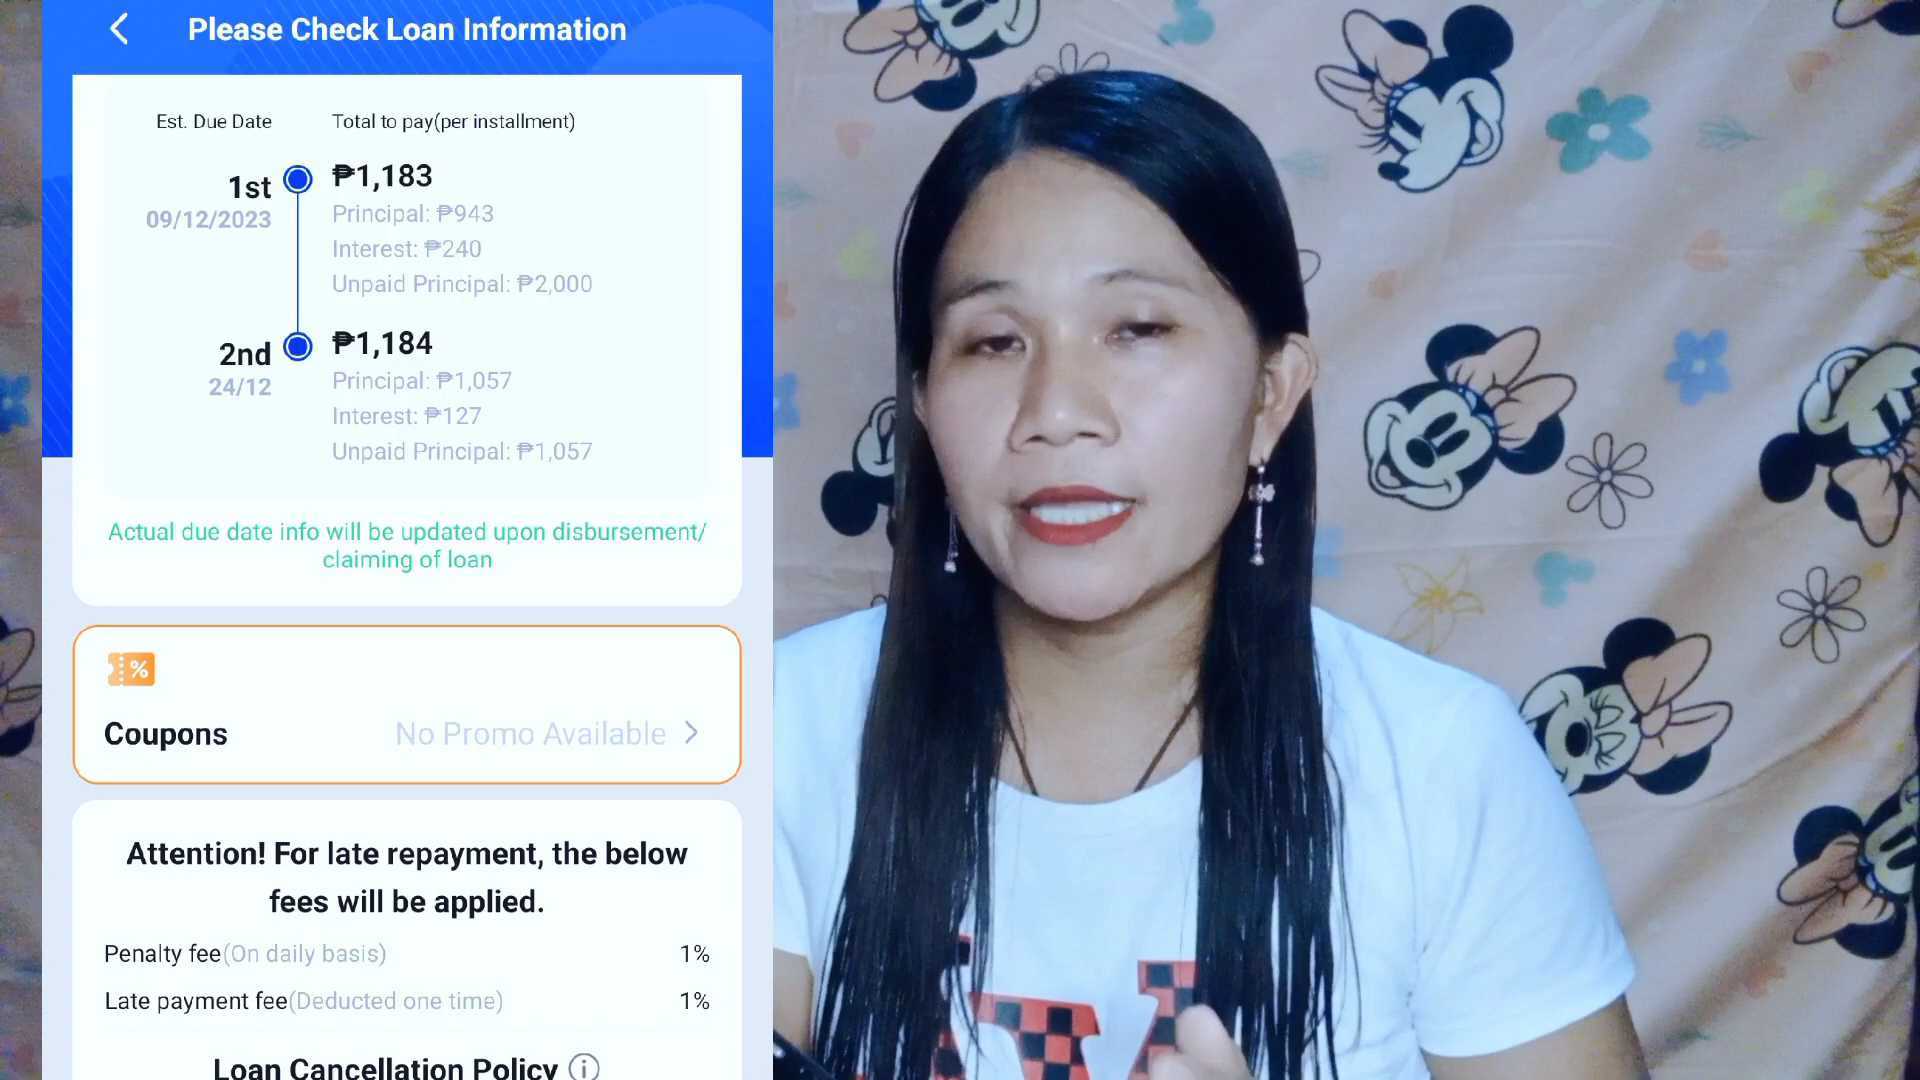 Please Check Loan Information
Est. Due Date Total to pay(per installment)
1st ₱1,183
09/12/2023 Principal: ₱943
Interest: ₱240
Unpaid Principal: ₱2,000
2nd ₱1,184
24/12 Principal: ₱1,057
Interest: ₱127
Unpaid Principal: ₱1,057
Actual due date info will be updated upon disbursement/
claiming of loan
%
Coupons No Promo Available
Attention! For late repayment, the below
fees will be applied.
Penalty fee(On daily basis) 1%
Late payment fee(Deducted one time) 1%
Loan Cancellation Policy